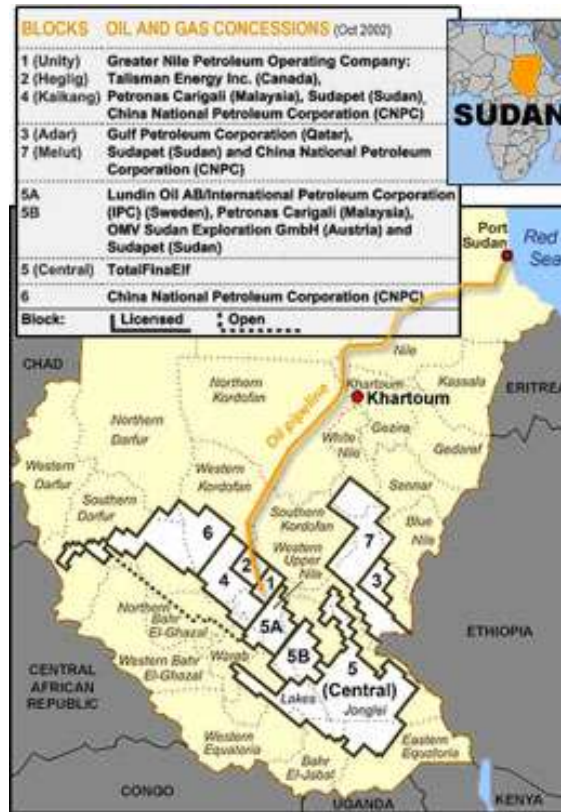 BLOCKS OIL AND GAS CONCESSIONS (Oct 2002)
1 (Unity) Greater Nile Petroleum Operating Company:
2 (Heglig) Talisman Energy Inc. (Canada),
4 (Kaikang) Petronas Carigali (Malaysia), Sudapet (Sudan),
China National Petroleum Corporation (CNPC)
3 (Adar) Gulf Petroleum Corporation (Qatar),
7 (Melut) Sudapet (Sudan) and China National Petroleum
Corporation (CNPC)
5A Lundin Oil AB/International Petroleum Corporation
5B (IPC) (Sweden), Petronas Carigali (Malaysia),
OMV Sudan Exploration GmbH (Austria) and
Sudapet (Sudan)
5 (Central) TotalFinaElf
6 China National Petroleum Corporation (CNPC)
Block: Licensed Open
SUDAN
Port
Sudan
Red
Sea
Nile
CHAD
Northern
Kordofan
Khartoum
Khartoum
Kassala
ERITREA
Oil pipeline
Northern
Darfur
White
Nile
Gezira
Gedaref
Western
Darfur
Western
Kordofan
Sennar
Southern
Darfur
Southern
Kordofan
Blue
Nile
6
7
Western
Upper
Nile
2
1
4
3
5A
Northern
Bahr
El-Ghazal
ETHIOPIA
Warab
5B
5
(Central)
Western Bahr
El-Ghazal
CENTRAL
AFRICAN
REPUBLIC
Lakes
Jonglei
Western
Equatoria
Eastern
Equatoria
Bahr
El-Jabal
CONGO
UGANDA
KENYA